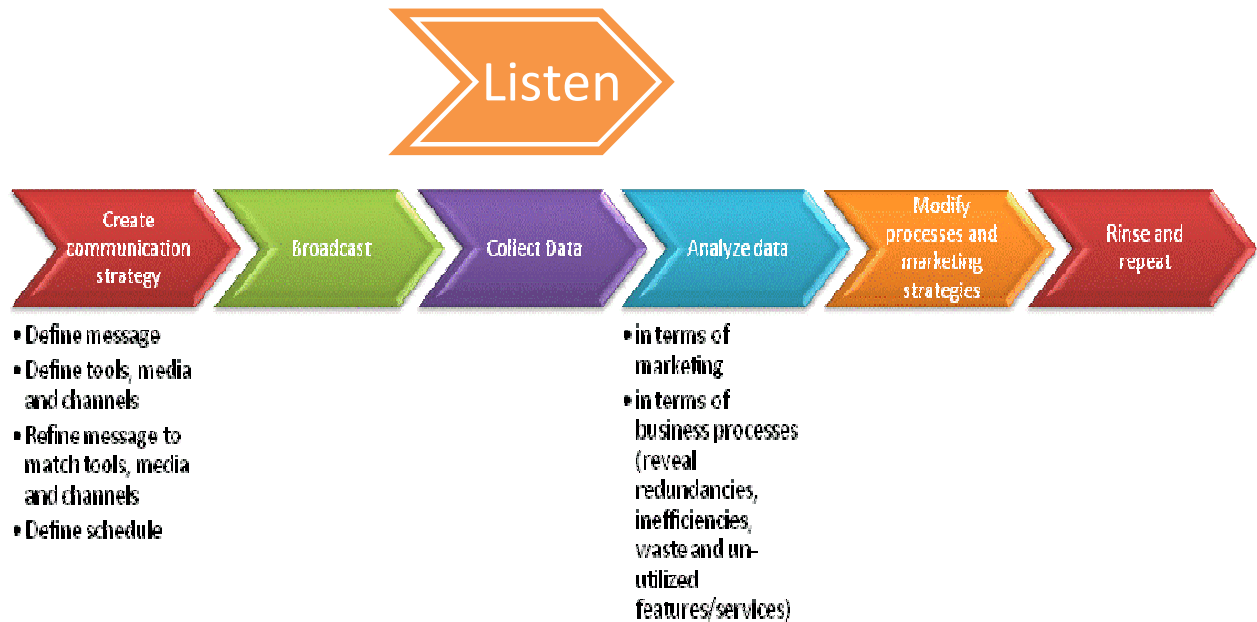 Listen
Create
communication
strategy
Broadcast
Collect Data
Analyze data
Modify
processes and
marketing
strategies
Rinse and
repeat
• Define message
• Define tools, media
and channels
• Refine message to
match tools, media
and channels
• Define schedule
• in terms of
marketing
• in terms of
business processes
(reveal
redundancies,
inefficiencies,
waste and un-
utilized
features/services)